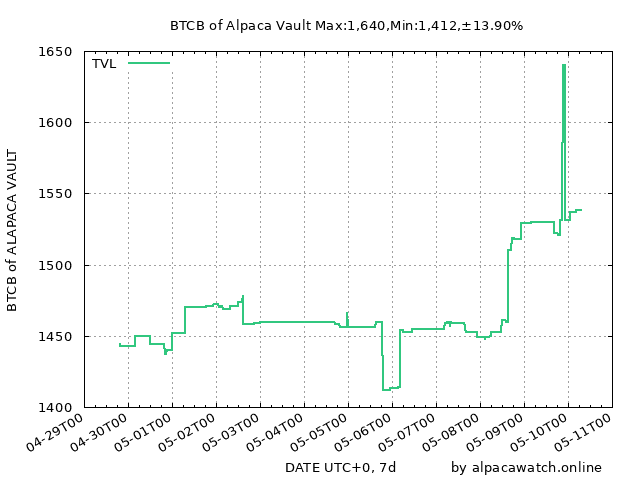 BTCB of Alpaca Vault Max:1,640,Min:1,412,±13.90%
TVL
1650
1600
1550
1500
1450
1400
BTCB of ALAPACA VAULT
04-29T00
04-30T00
05-01T00
05-02T00
05-03T00
05-04T00
05-05T00
05-06T00
05-07T00
05-08T00
05-09T00
05-10T00
05-11T00
DATE UTC+0, 7d
by alpacawatch.online